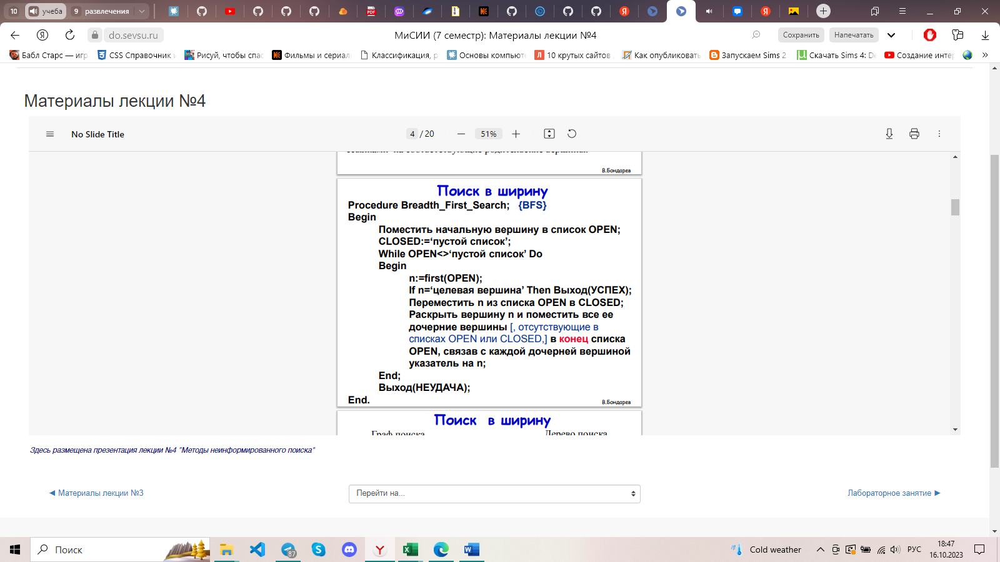 10 учеба 9 развлечения
do.sevsu.ru МиСИИ (7 семестр): Материалы лекции №4 Сохранить Напечатать
Бабл Старс — игр CSS Справочник Рисуй, чтобы спас Фильмы и сериал Классификация, р Основы компьюте 10 крутых сайтов Как опубликовать Запускаем Sims 2 Скачать Sims 4: De Создание интер
Материалы лекции №4
No Slide Title 4 / 20 51%
В.Бондарев
Поиск в ширину
Procedure Breadth_First_Search; {BFS}
Begin
Поместить начальную вершину в список OPEN;
CLOSED:=‘пустой список’;
While OPEN<>‘пустой список’ Do
Begin
n:=first(OPEN);
If n=‘целевая вершина’ Then Выход(УСПЕХ);
Переместить n из списка OPEN в CLOSED;
Раскрыть вершину n и поместить все ее
дочерние вершины [, отсутствующие в
списках OPEN или CLOSED,] в конец списка
OPEN, связав с каждой дочерней вершиной
указатель на n;
End;
Выход(НЕУДАЧА);
End.
В.Бондарев
Поиск в ширину
Граф поиска Дерево поиска
Здесь размещена презентация лекции №4 "Методы неинформированного поиска"
◄ Материалы лекции №3 Перейти на... Лабораторное занятие ►
Поиск 87 Cold weather РУС 18:47
16.10.2023